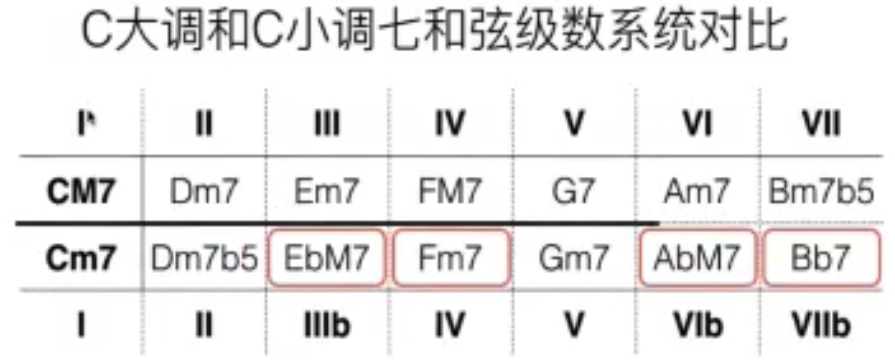 C大调和C小调七和弦级数系统对比
I II III IV V VI VII
CM7 Dm7 Em7 FM7 G7 Am7 Bm7b5
Cm7 Dm7b5 EbM7 Fm7 Gm7 AbM7 Bb7
I II IIIb IV V VIb VIIb